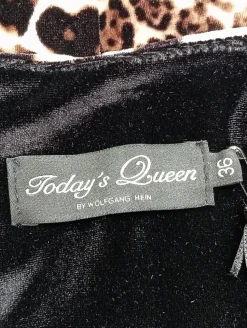 Today's Queen
BY WOLFGANG HEIN
36